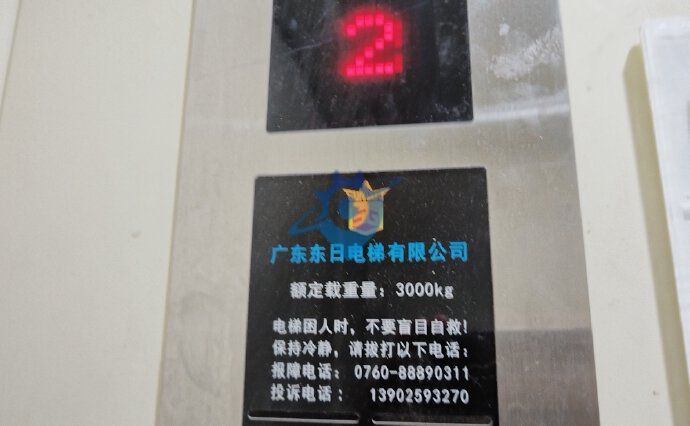 2
广东东日电梯有限公司
额定载重量：3000kg
电梯困人时，不要盲目自救!
保持冷静，请拔打以下电话：
报障电话：0760-88890311
投诉电话：13902593270